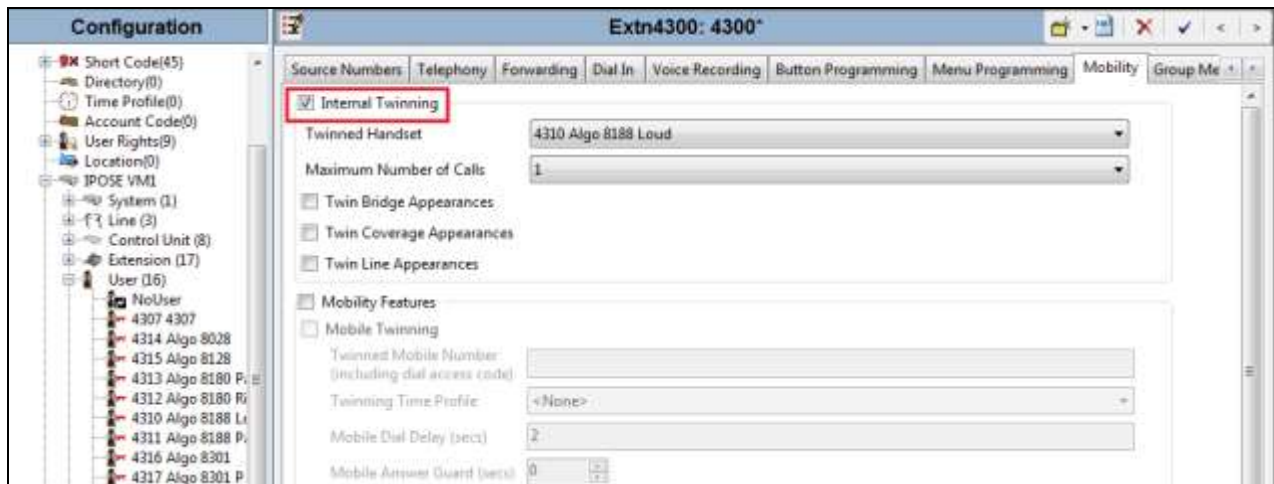 Configuration
Extn4300: 4300*
Short Code(45)
Directory(0)
Time Profile(0)
Account Code(0)
User Rights(9)
Location(0)
IPOSE VM1
System (1)
Line (3)
Control Unit (8)
Extension (17)
User (16)
NoUser
4307 4307
4314 Algo 8028
4315 Algo 8128
4313 Algo 8180 P
4312 Algo 8180 Ri
4310 Algo 8188 L
4311 Algo 8188 P
4316 Algo 8301
4317 Algo 8301 P
Source Numbers Telephony Forwarding Dial In Voice Recording Button Programming Menu Programming Mobility Group Me
Internal Twinning
Twinned Handset 4310 Algo 8188 Loud
Maximum Number of Calls 1
Twin Bridge Appearances
Twin Coverage Appearances
Twin Line Appearances
Mobility Features
Mobile Twinning
Twinned Mobile Number
(including dial access code)
Twinning Time Profile <None>
Mobile Dial Delay (secs) 2
Mobile Answer Guard (secs) 0